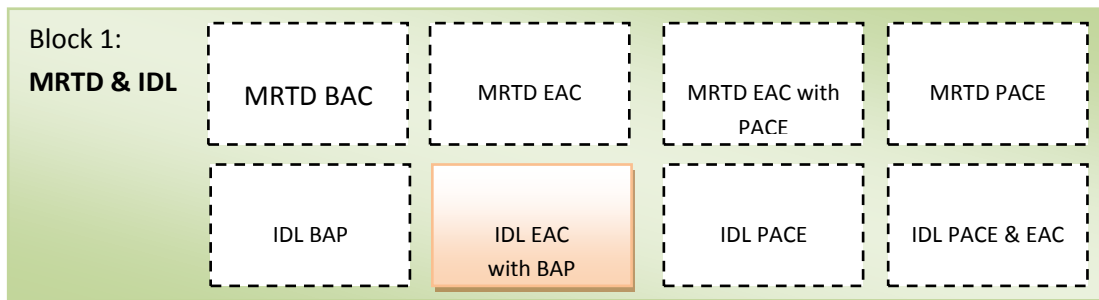 Block 1:
MRTD & IDL
MRTD BAC
MRTD EAC
MRTD EAC with
PACE
MRTD PACE
IDL BAP
IDL EAC
with BAP
IDL PACE
IDL PACE & EAC